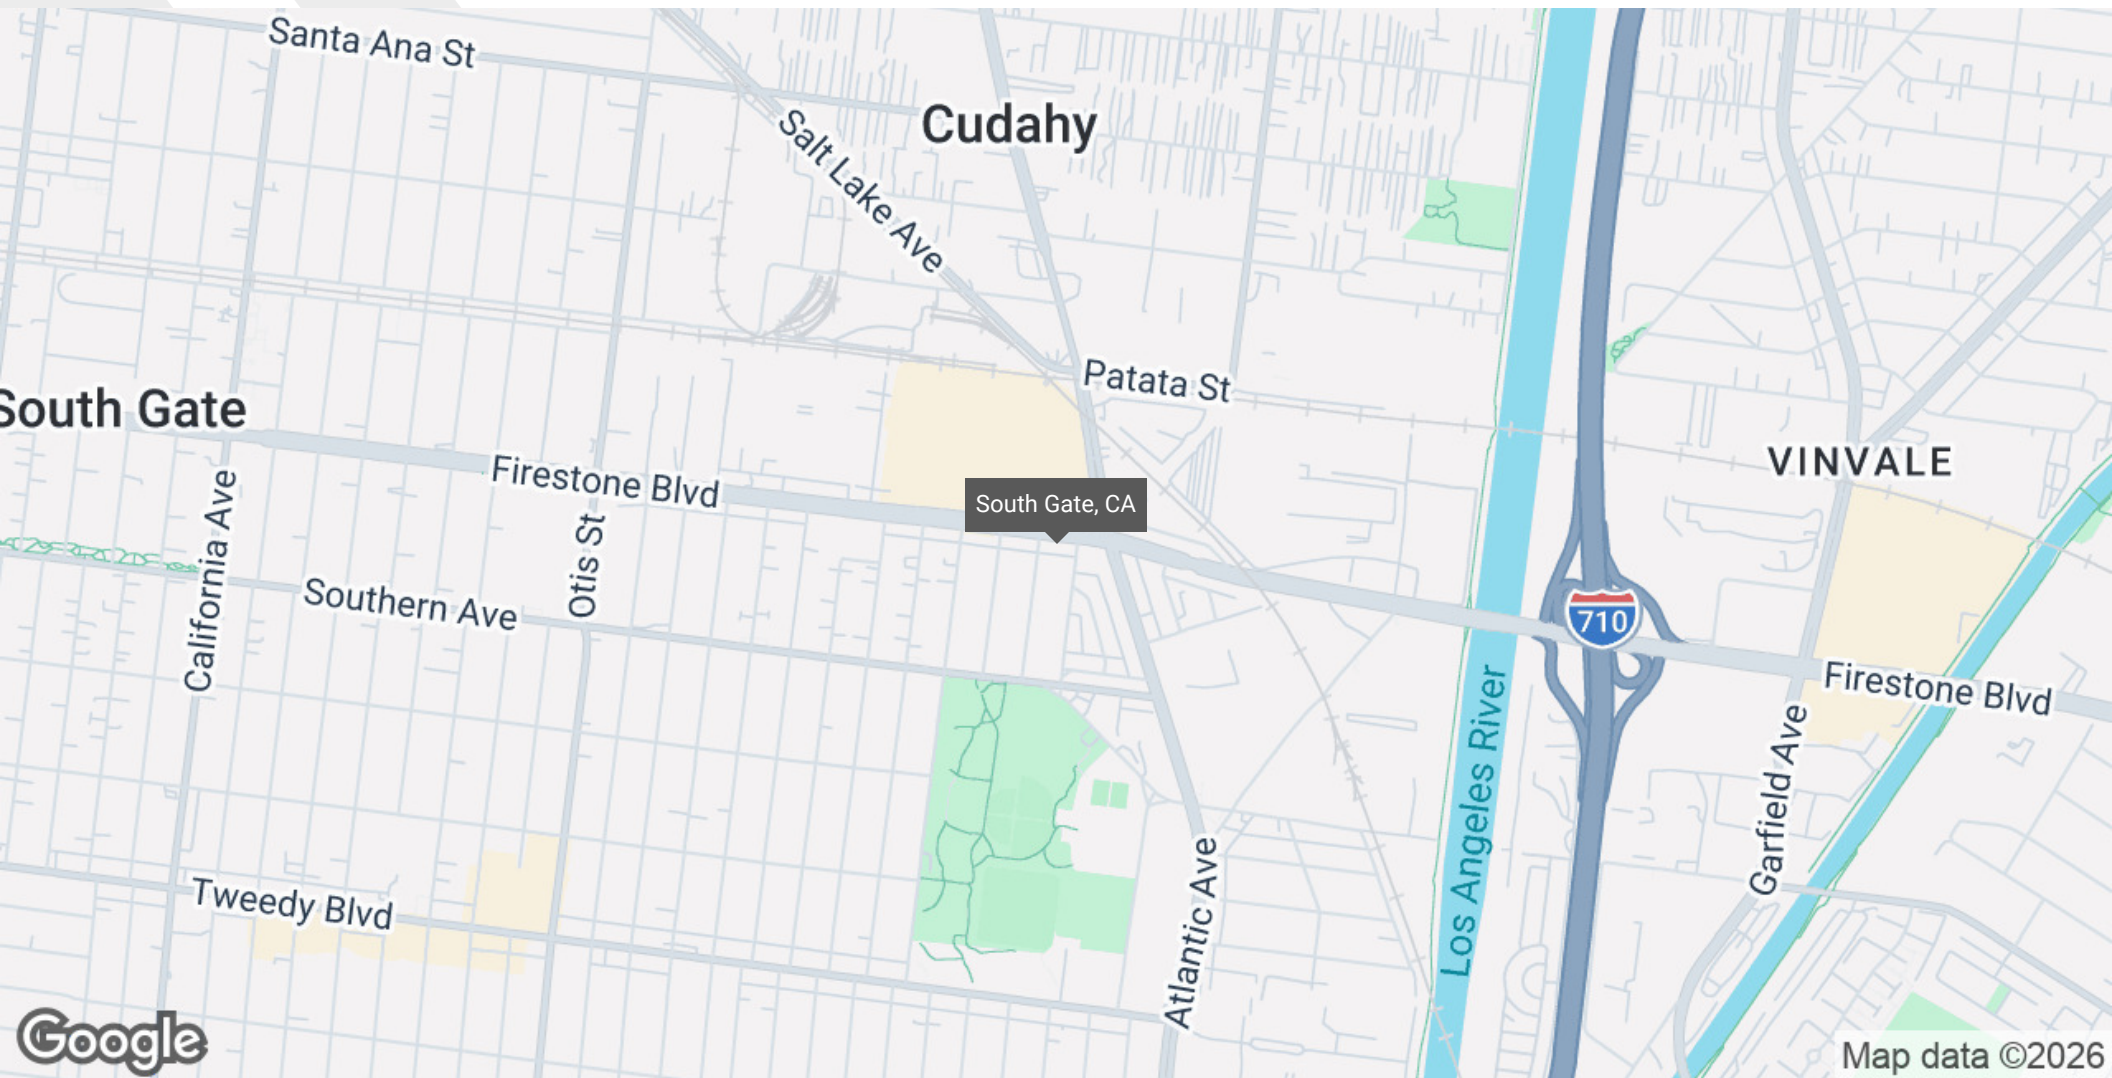 Santa Ana St
Cudahy
Salt Lake Ave
Patata St
South Gate
VINVALE
Firestone Blvd
South Gate, CA
California Ave
Otis St
Southern Ave
710
Firestone Blvd
Los Angeles River
Garfield Ave
Tweedy Blvd
Atlantic Ave
Google
Map data ©2026